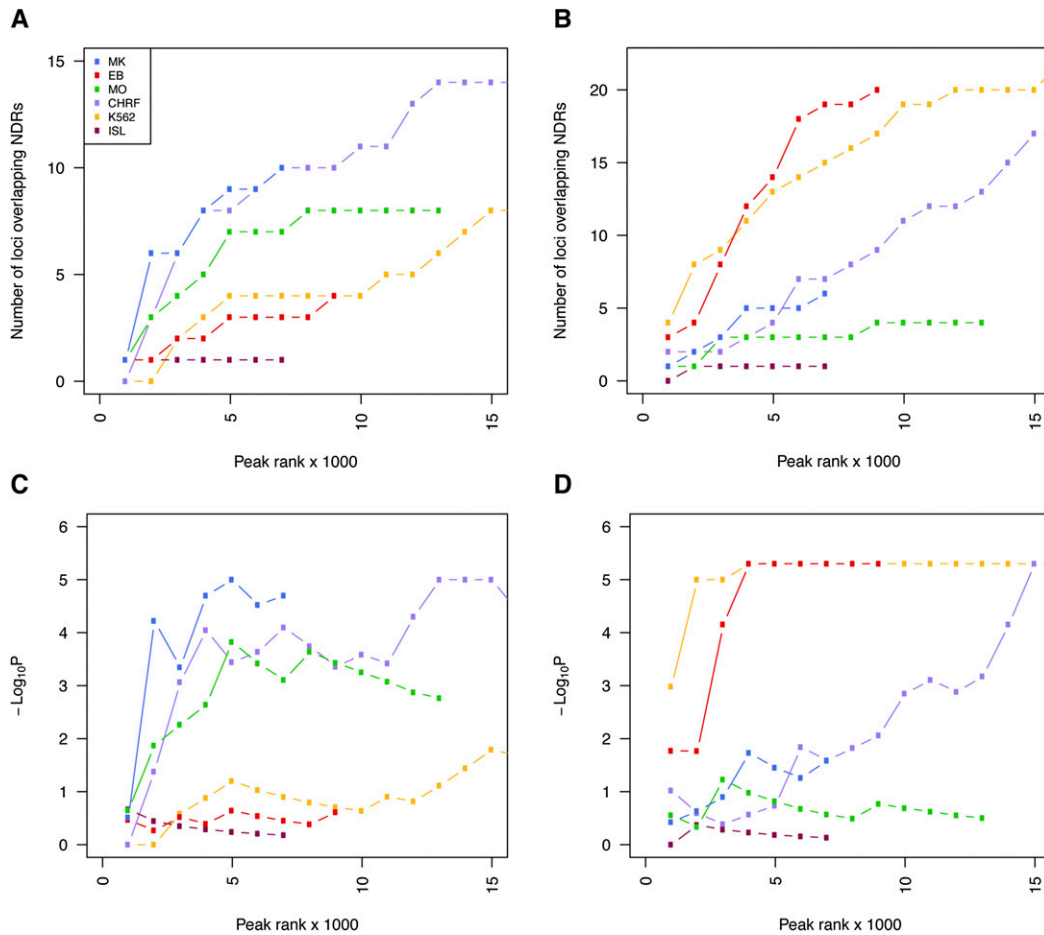 A
Number of loci overlapping NDRs
15
10
5
0
MK
EB
MO
CHRF
K562
ISL
0
5
10
15
Peak rank x 1000
B
Number of loci overlapping NDRs
20
15
10
5
0
0
5
10
15
Peak rank x 1000
C
− Log10P
6
5
4
3
2
1
0
0
5
10
15
Peak rank x 1000
D
− Log10P
6
5
4
3
2
1
0
0
5
10
15
Peak rank x 1000